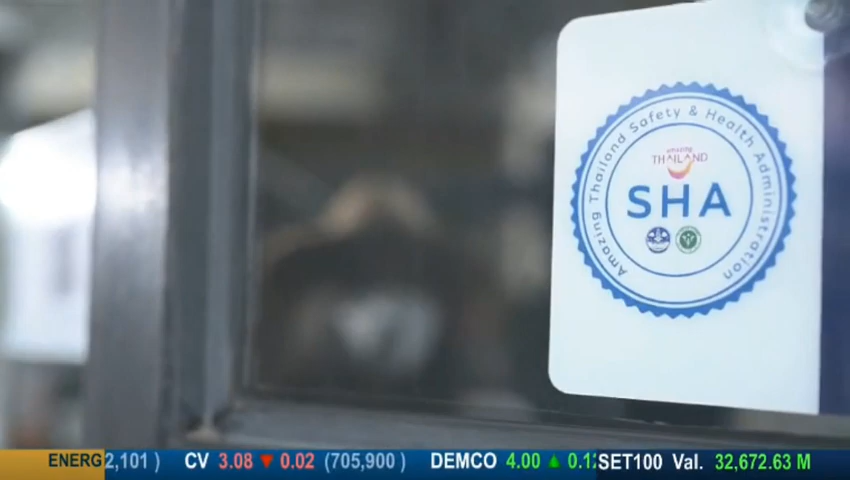 Amazing Thailand Safety & Health Administration
amazing
THAILAND
SHA
ENERG 2,101 ) CV 3.08 ▼ 0.02 (705,900 ) DEMCO 4.00 ▲ 0.12 SET100 Val. 32,672.63 M